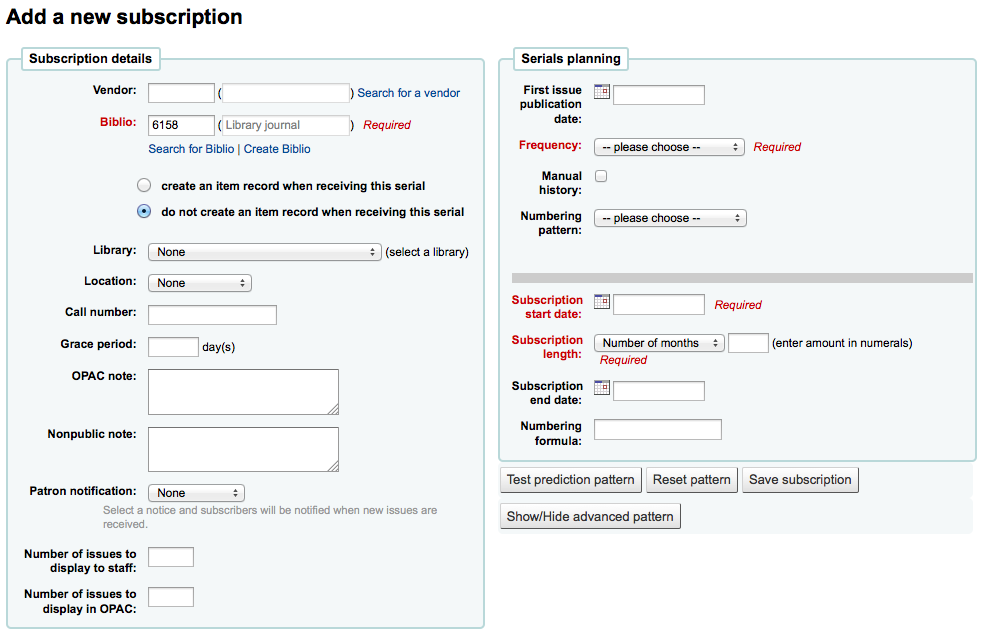 Add a new subscription
Subscription details
Vendor: ( ) Search for a vendor
Biblio: 6158 ( Library journal ) Required
Search for Biblio | Create Biblio
create an item record when receiving this serial
do not create an item record when receiving this serial
Library: None (select a library)
Location: None
Call number:
Grace period: day(s)
OPAC note:
Nonpublic note:
Patron notification: None
Select a notice and subscribers will be notified when new issues are
received.
Number of issues to
display to staff:
Number of issues to
display in OPAC:
Serials planning
First issue
publication
date:
Frequency: -- please choose -- Required
Manual
history:
Numbering
pattern: -- please choose --
Subscription
start date: Required
Subscription
length: Number of months (enter amount in numerals)
Required
Subscription
end date:
Numbering
formula:
Test prediction pattern Reset pattern Save subscription
Show/Hide advanced pattern